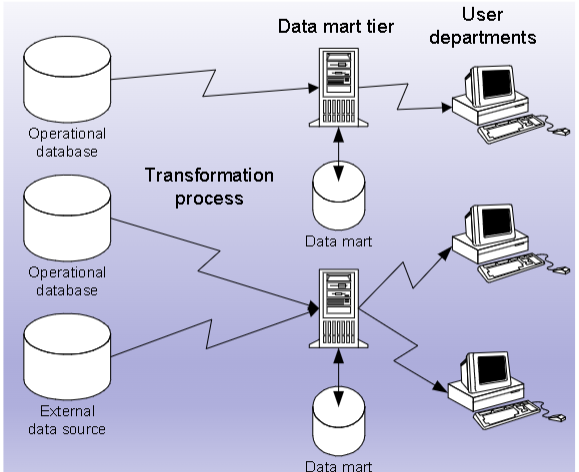 Data mart tier
User
departments
Operational
database
Transformation
process
Data mart
Operational
database
External
data source
Data mart